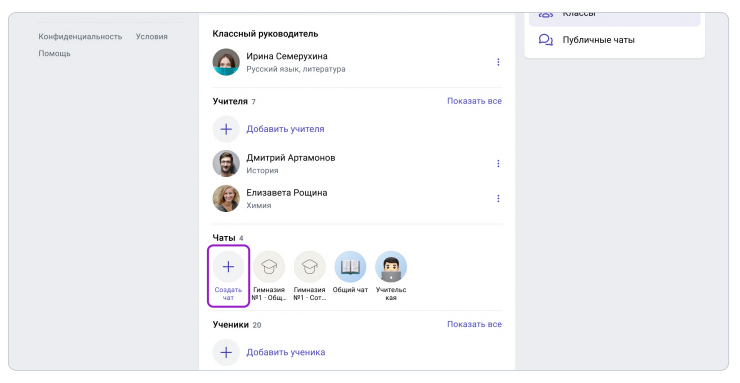 Конфиденциальность Условия
Помощь
Классный руководитель
Ирина Семерухина
Русский язык, литература
Учителя 7 Показать все
Добавить учителя
Дмитрий Артамонов
История
Елизавета Рощина
Химия
Чаты 4
Создать чат
Гимназия №1 · Общ...
Гимназия №1 · Сот...
Общий чат
Учительс
кая
Ученики 20 Показать все
Добавить ученика
Классы
Публичные чаты